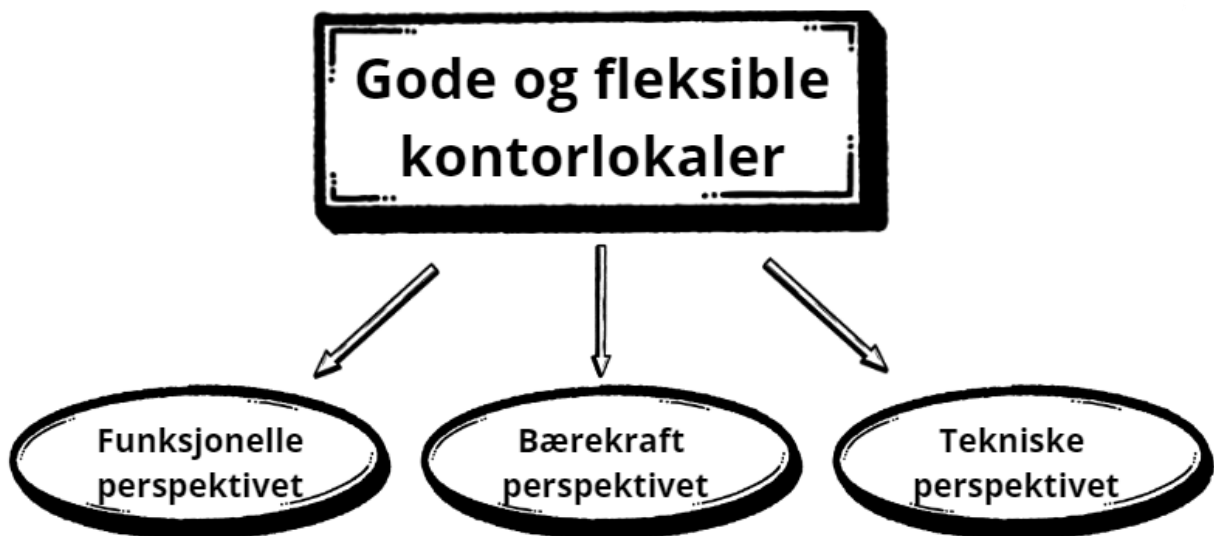 Gode og fleksible
kontorlokaler
Funksjonelle
perspektivet
Bærekraft
perspektivet
Tekniske
perspektivet